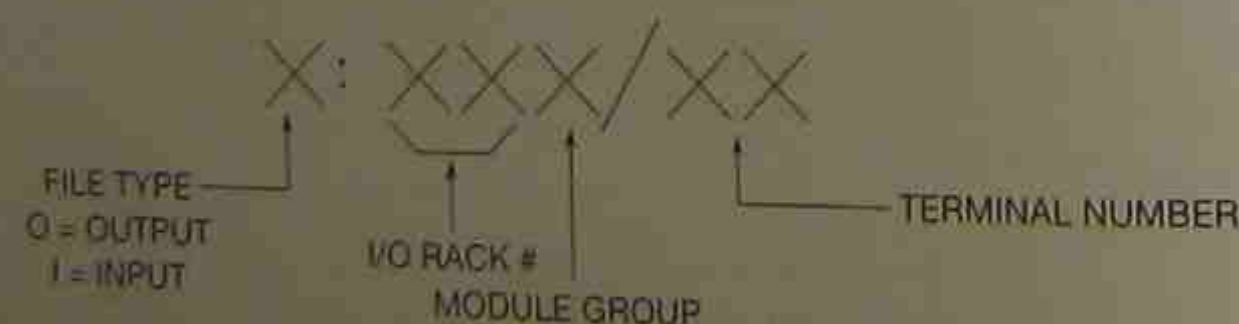 X: XXX/XX
FILE TYPE
O = OUTPUT
I = INPUT
I/O RACK #
MODULE GROUP
TERMINAL NUMBER